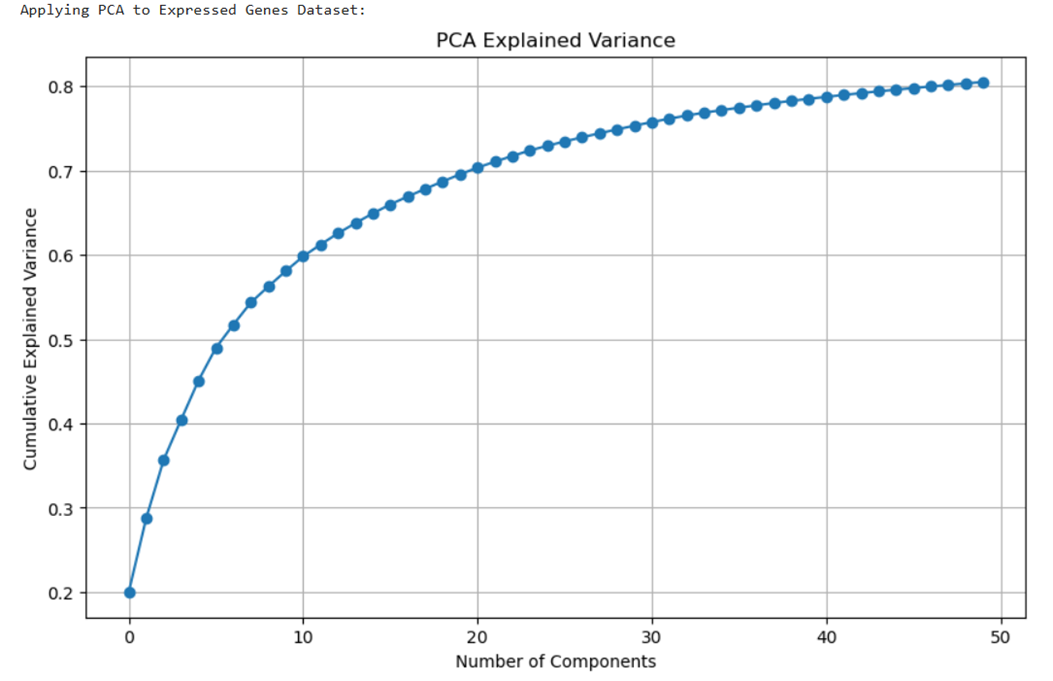 Applying PCA to Expressed Genes Dataset:
PCA Explained Variance
Cumulative Explained Variance
0.8
0.7
0.6
0.5
0.4
0.3
0.2
0 10 20 30 40 50
Number of Components